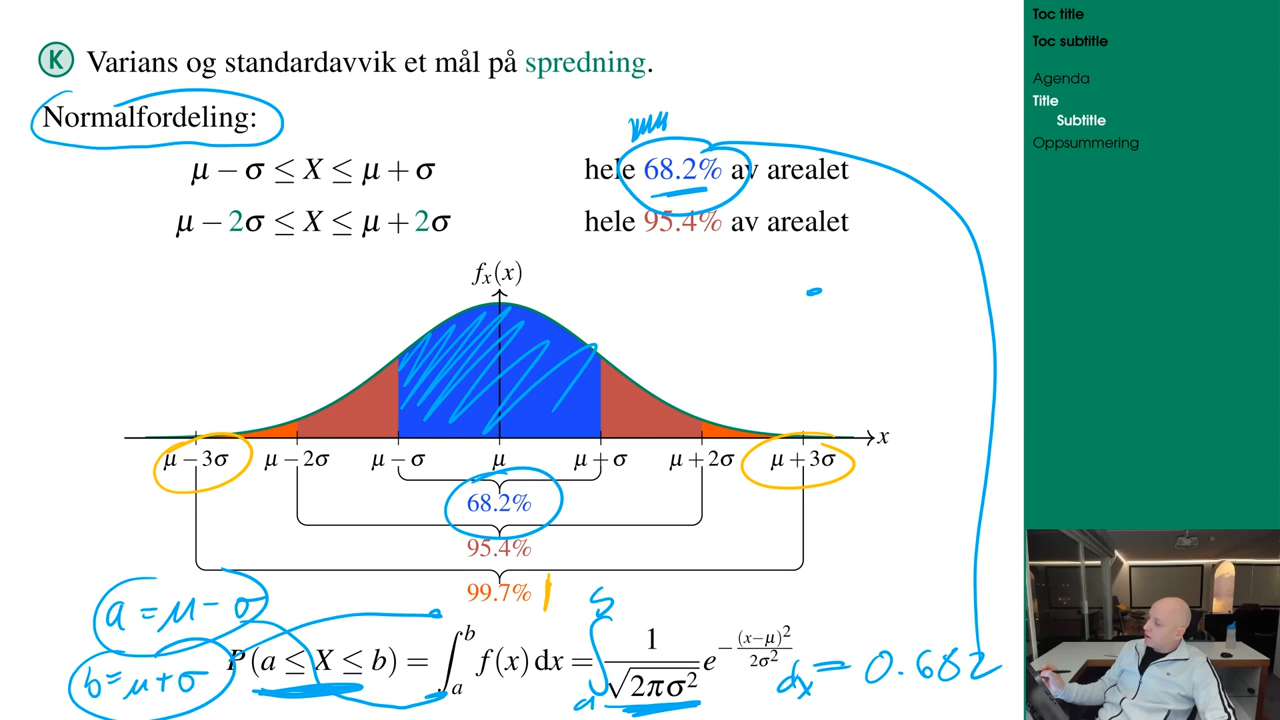 K Varians og standardavvik et mål på spredning.
Normalfordeling:
μ − σ ≤ X ≤ μ + σ hele 68.2% av arealet
μ − 2σ ≤ X ≤ μ + 2σ hele 95.4% av arealet
fₓ(x)
x
μ − 3σ μ − 2σ μ − σ μ μ + σ μ + 2σ μ + 3σ
68.2%
95.4%
99.7%
a = μ − σ
b = μ + σ
P(a ≤ X ≤ b) = ∫_a^b f(x) dx = ∫_a^b 1/√(2πσ²) e^{−(x−μ)²/(2σ²)} dx = 0.682
Toc title
Toc subtitle
Agenda
Title
Subtitle
Oppsummering